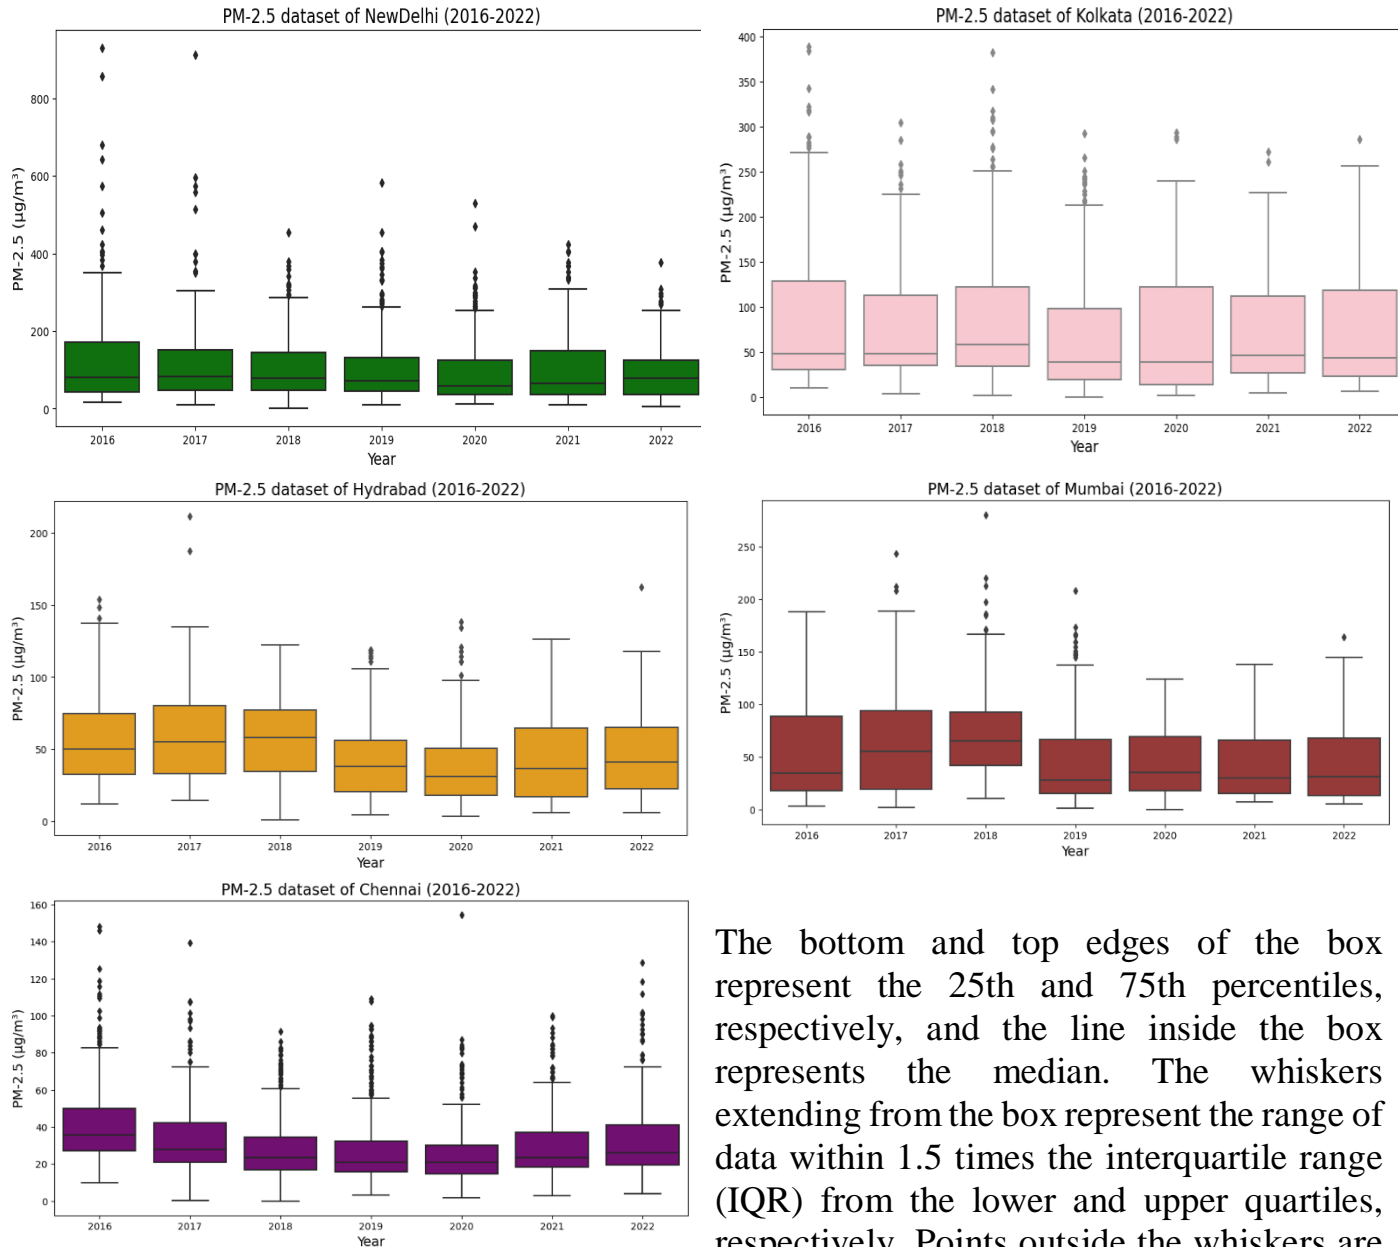 PM-2.5 dataset of NewDelhi (2016-2022)
PM-2.5 (µg/m³)
800
600
400
200
0
2016 2017 2018 2019 2020 2021 2022
Year
PM-2.5 dataset of Kolkata (2016-2022)
PM-2.5 (µg/m³)
400
350
300
250
200
150
100
50
0
2016 2017 2018 2019 2020 2021 2022
Year
PM-2.5 dataset of Hydrabad (2016-2022)
PM-2.5 (µg/m³)
200
150
100
50
0
2016 2017 2018 2019 2020 2021 2022
Year
PM-2.5 dataset of Mumbai (2016-2022)
PM-2.5 (µg/m³)
250
200
150
100
50
0
2016 2017 2018 2019 2020 2021 2022
Year
PM-2.5 dataset of Chennai (2016-2022)
PM-2.5 (µg/m³)
160
140
120
100
80
60
40
20
0
2016 2017 2018 2019 2020 2021 2022
Year
The bottom and top edges of the box
represent the 25th and 75th percentiles,
respectively, and the line inside the box
represents the median. The whiskers
extending from the box represent the range of
data within 1.5 times the interquartile range
(IQR) from the lower and upper quartiles,
respectively. Points outside the whiskers are